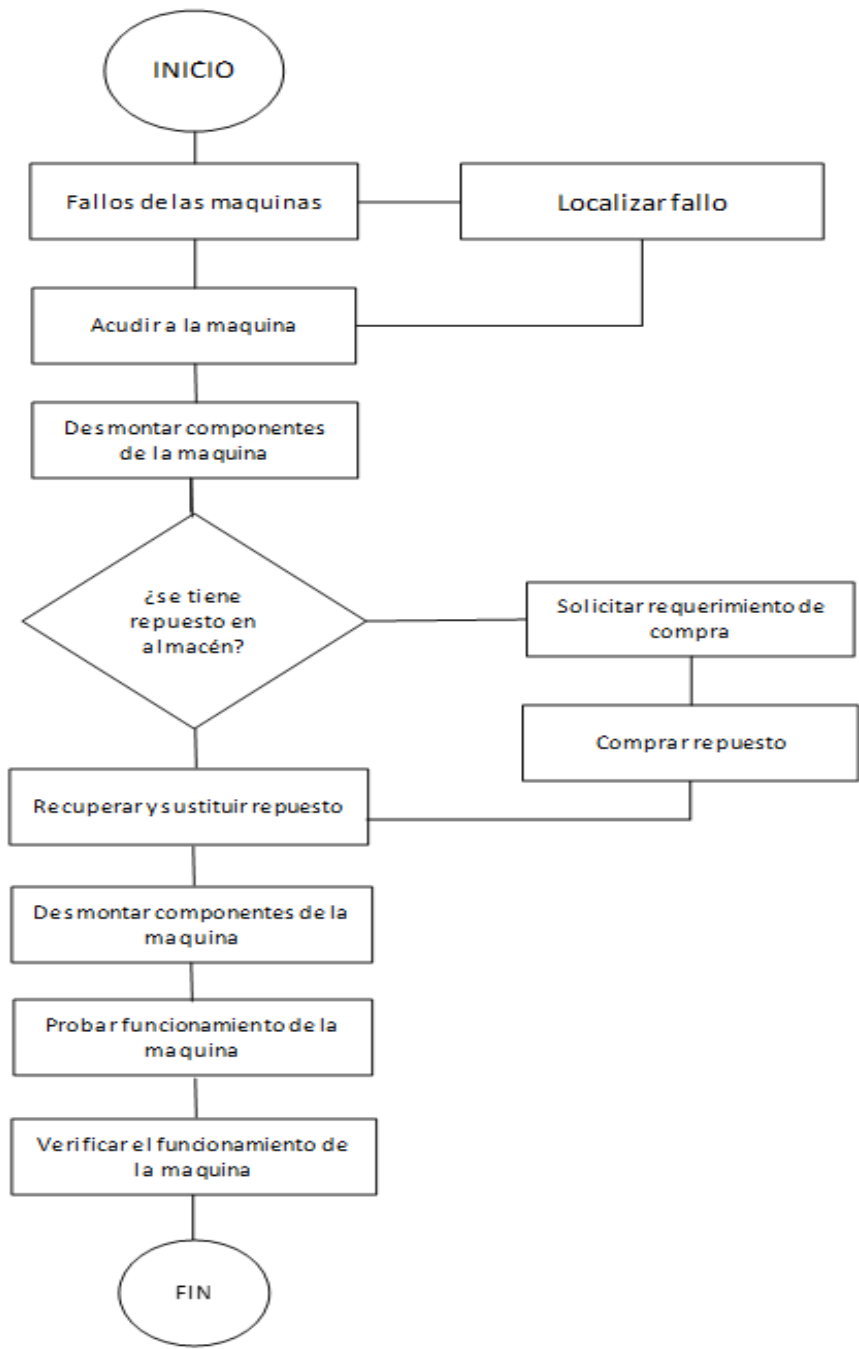 INICIO
Fallos de las maquinas
Localizar fallo
Acudir a la maquina
Desmontar componentes
de la maquina
¿se tiene
repuesto en
almacén?
Solicitar requerimiento de
compra
Comprar repuesto
Recuperar y sustituir repuesto
Desmontar componentes de la
maquina
Probar funcionamiento de la
maquina
Verificar el funcionamiento de
la maquina
FIN